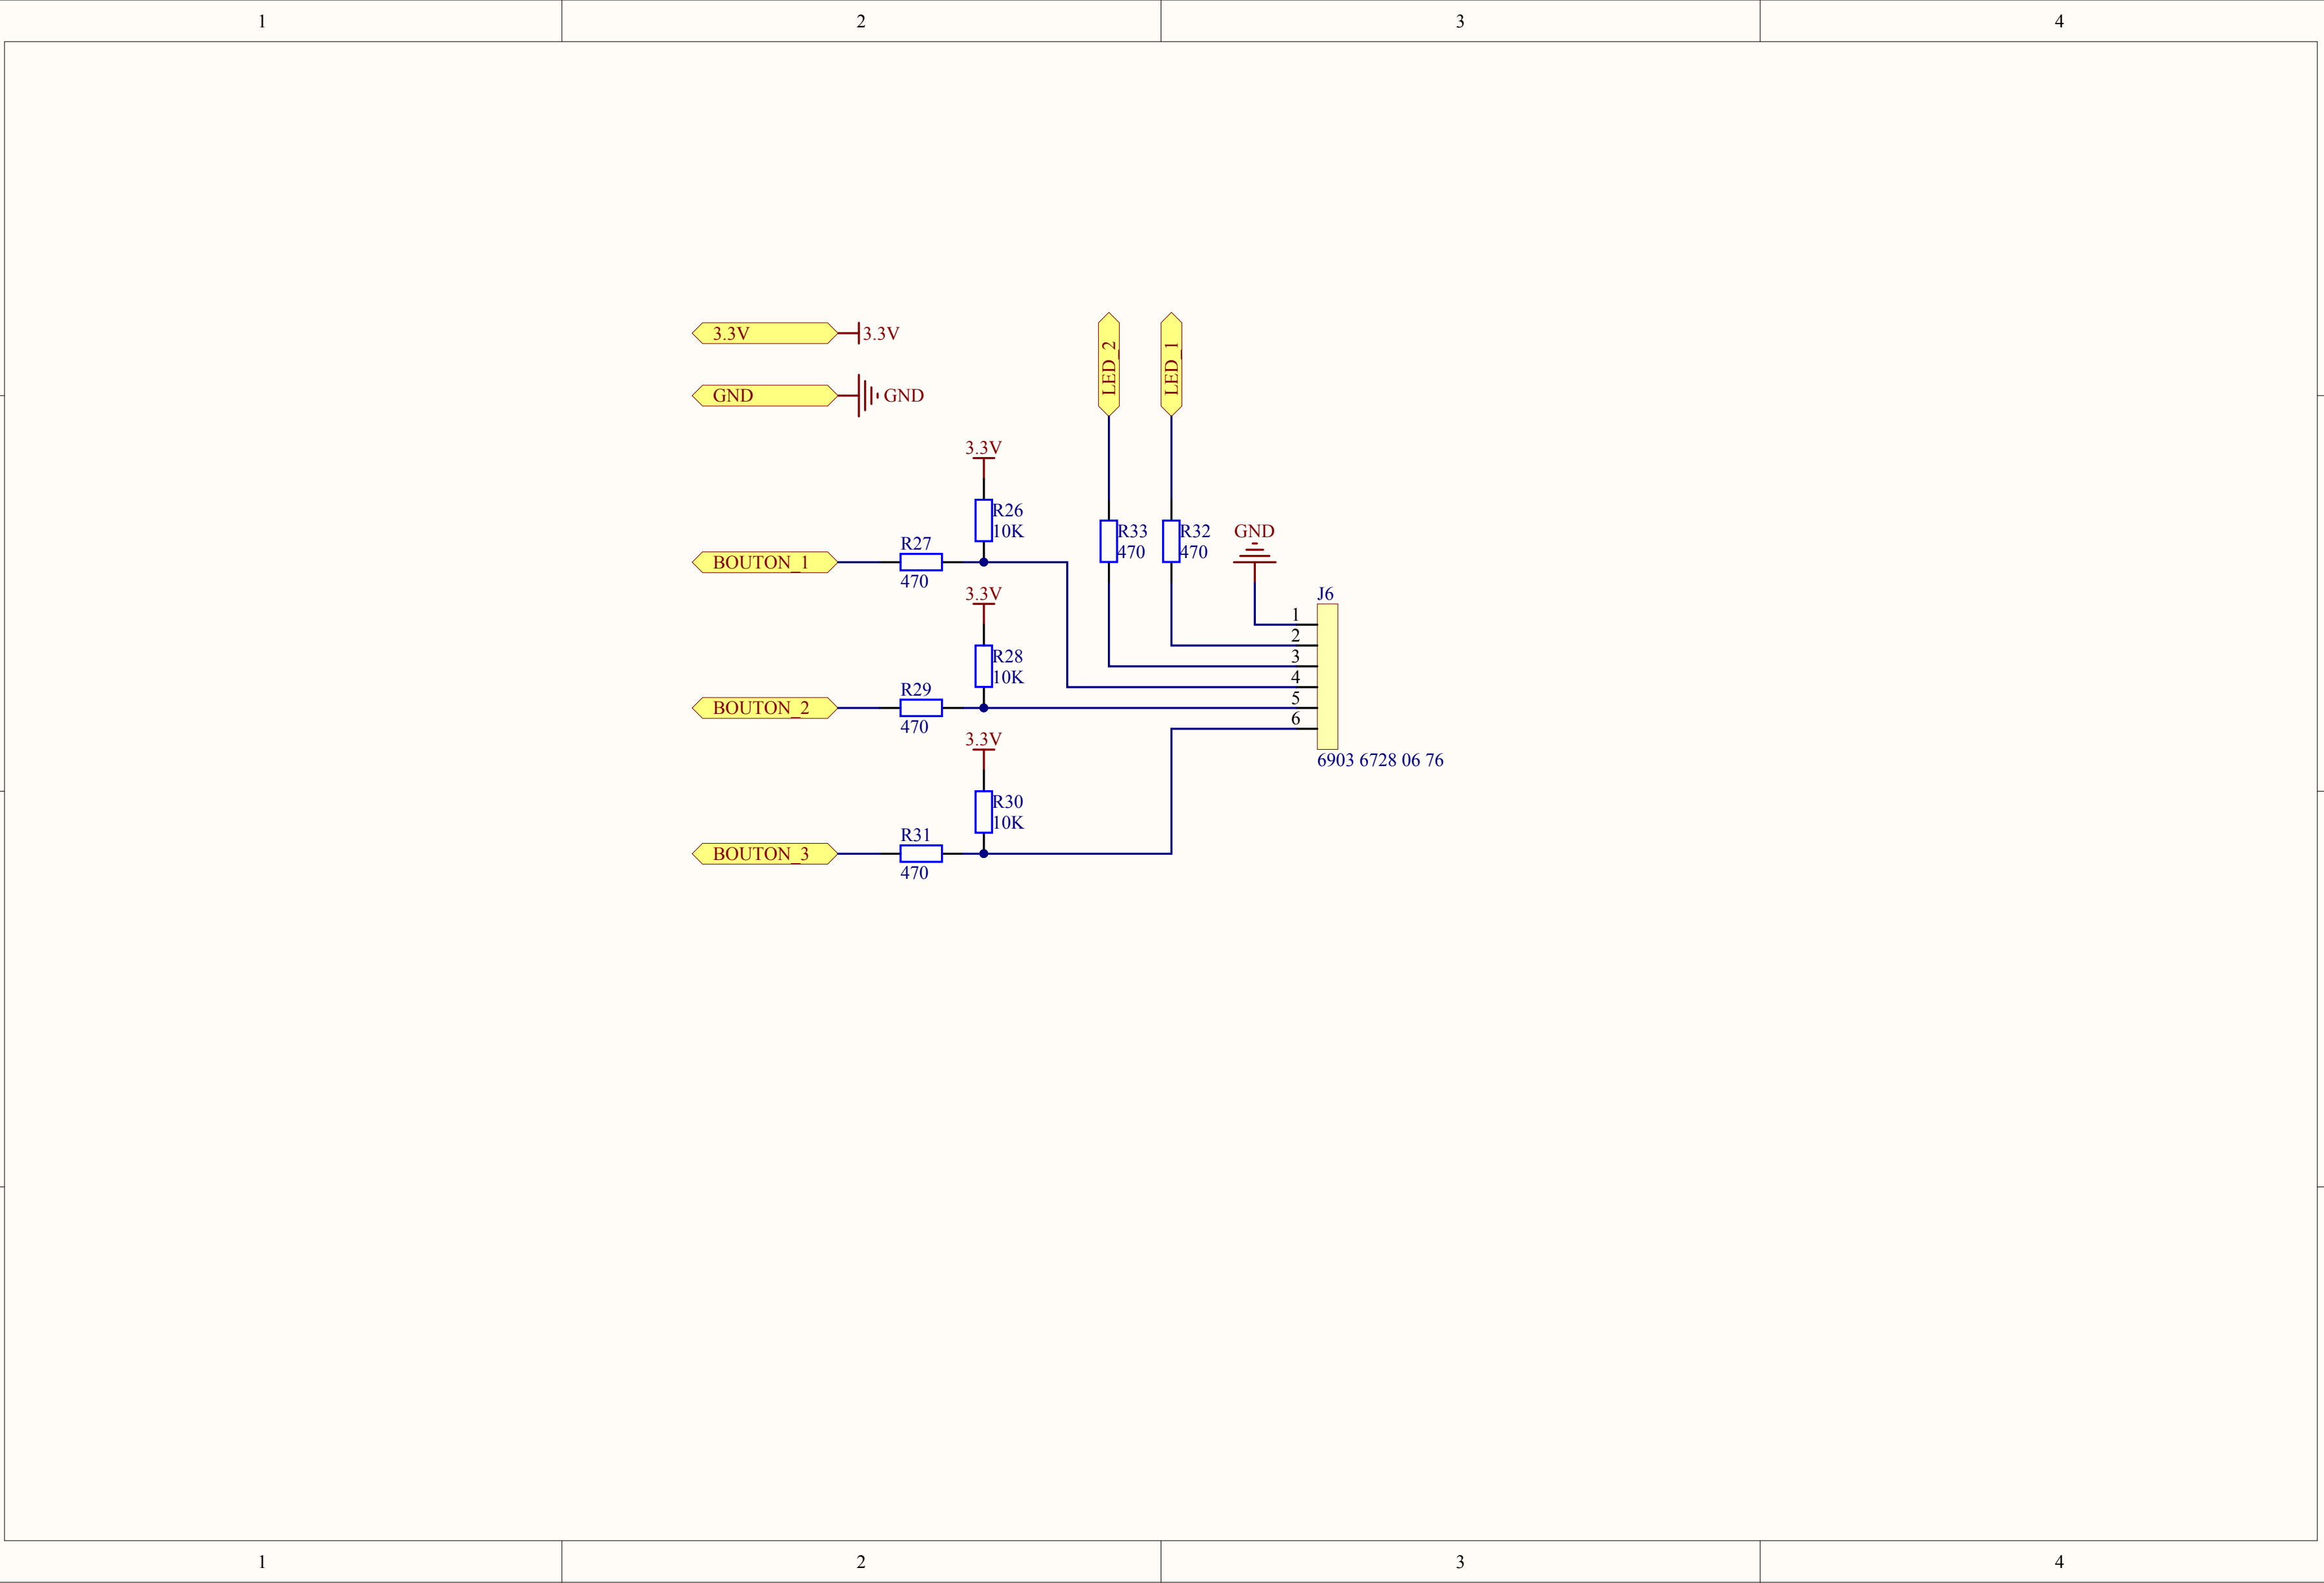 1 2 3 4
3.3V 3.3V
GND GND
LED_2 LED_1
3.3V
R26
10K
R27
BOUTON_1
470
R33 R32
470 470
GND
J6
1
2
3
4
5
6
6903 6728 06 76
3.3V
R28
10K
R29
BOUTON_2
470
3.3V
R30
10K
R31
BOUTON_3
470
1 2 3 4